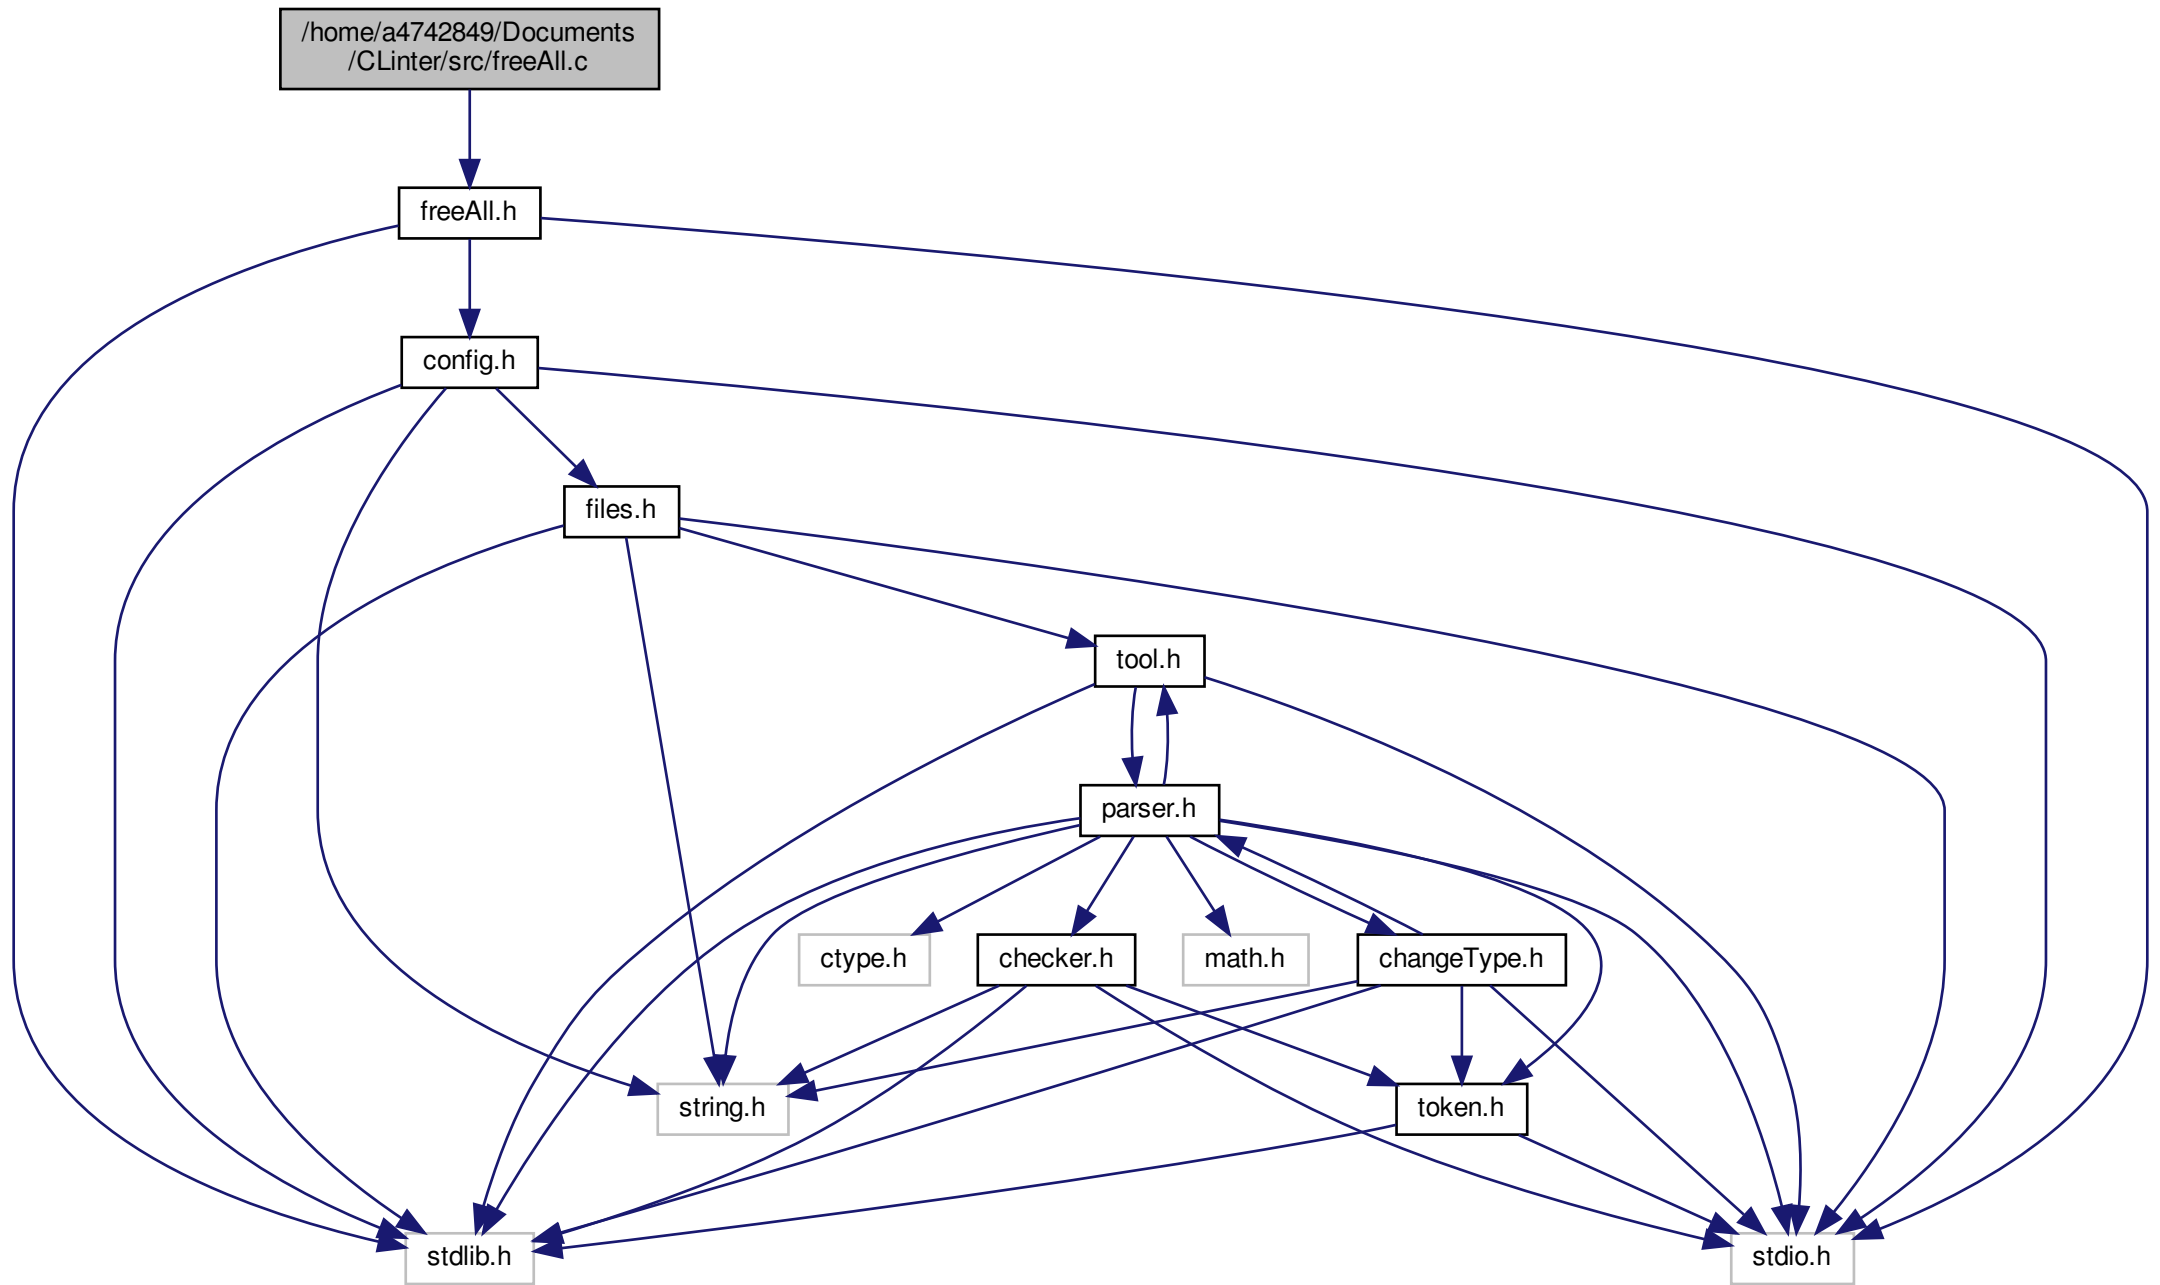 /home/a4742849/Documents
/CLinter/src/freeAll.c
freeAll.h
config.h
files.h
tool.h
parser.h
ctype.h
checker.h
math.h
changeType.h
string.h
token.h
stdlib.h
stdio.h